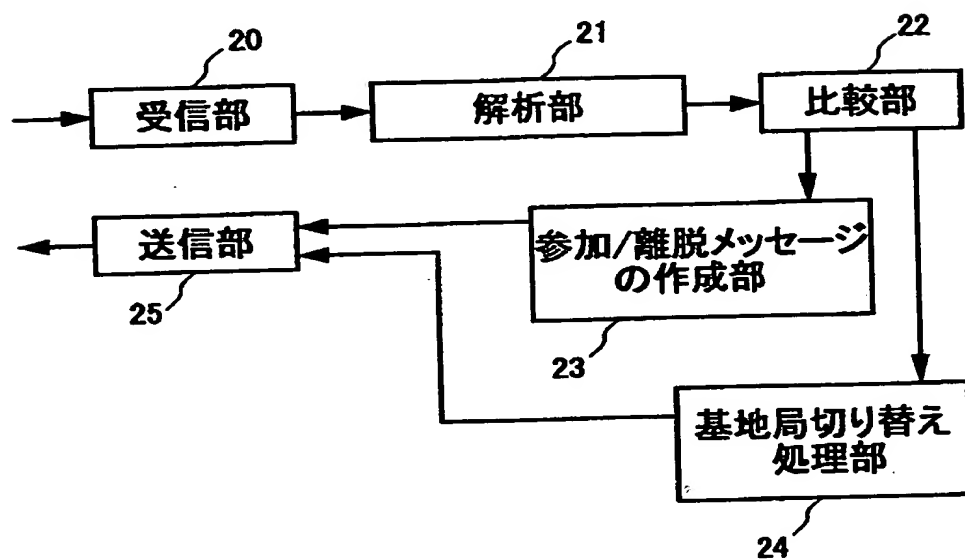 20
21
22
受信部
解析部
比較部
送信部
25
参加/離脱メッセージ
の作成部
23
基地局切り替え
処理部
24